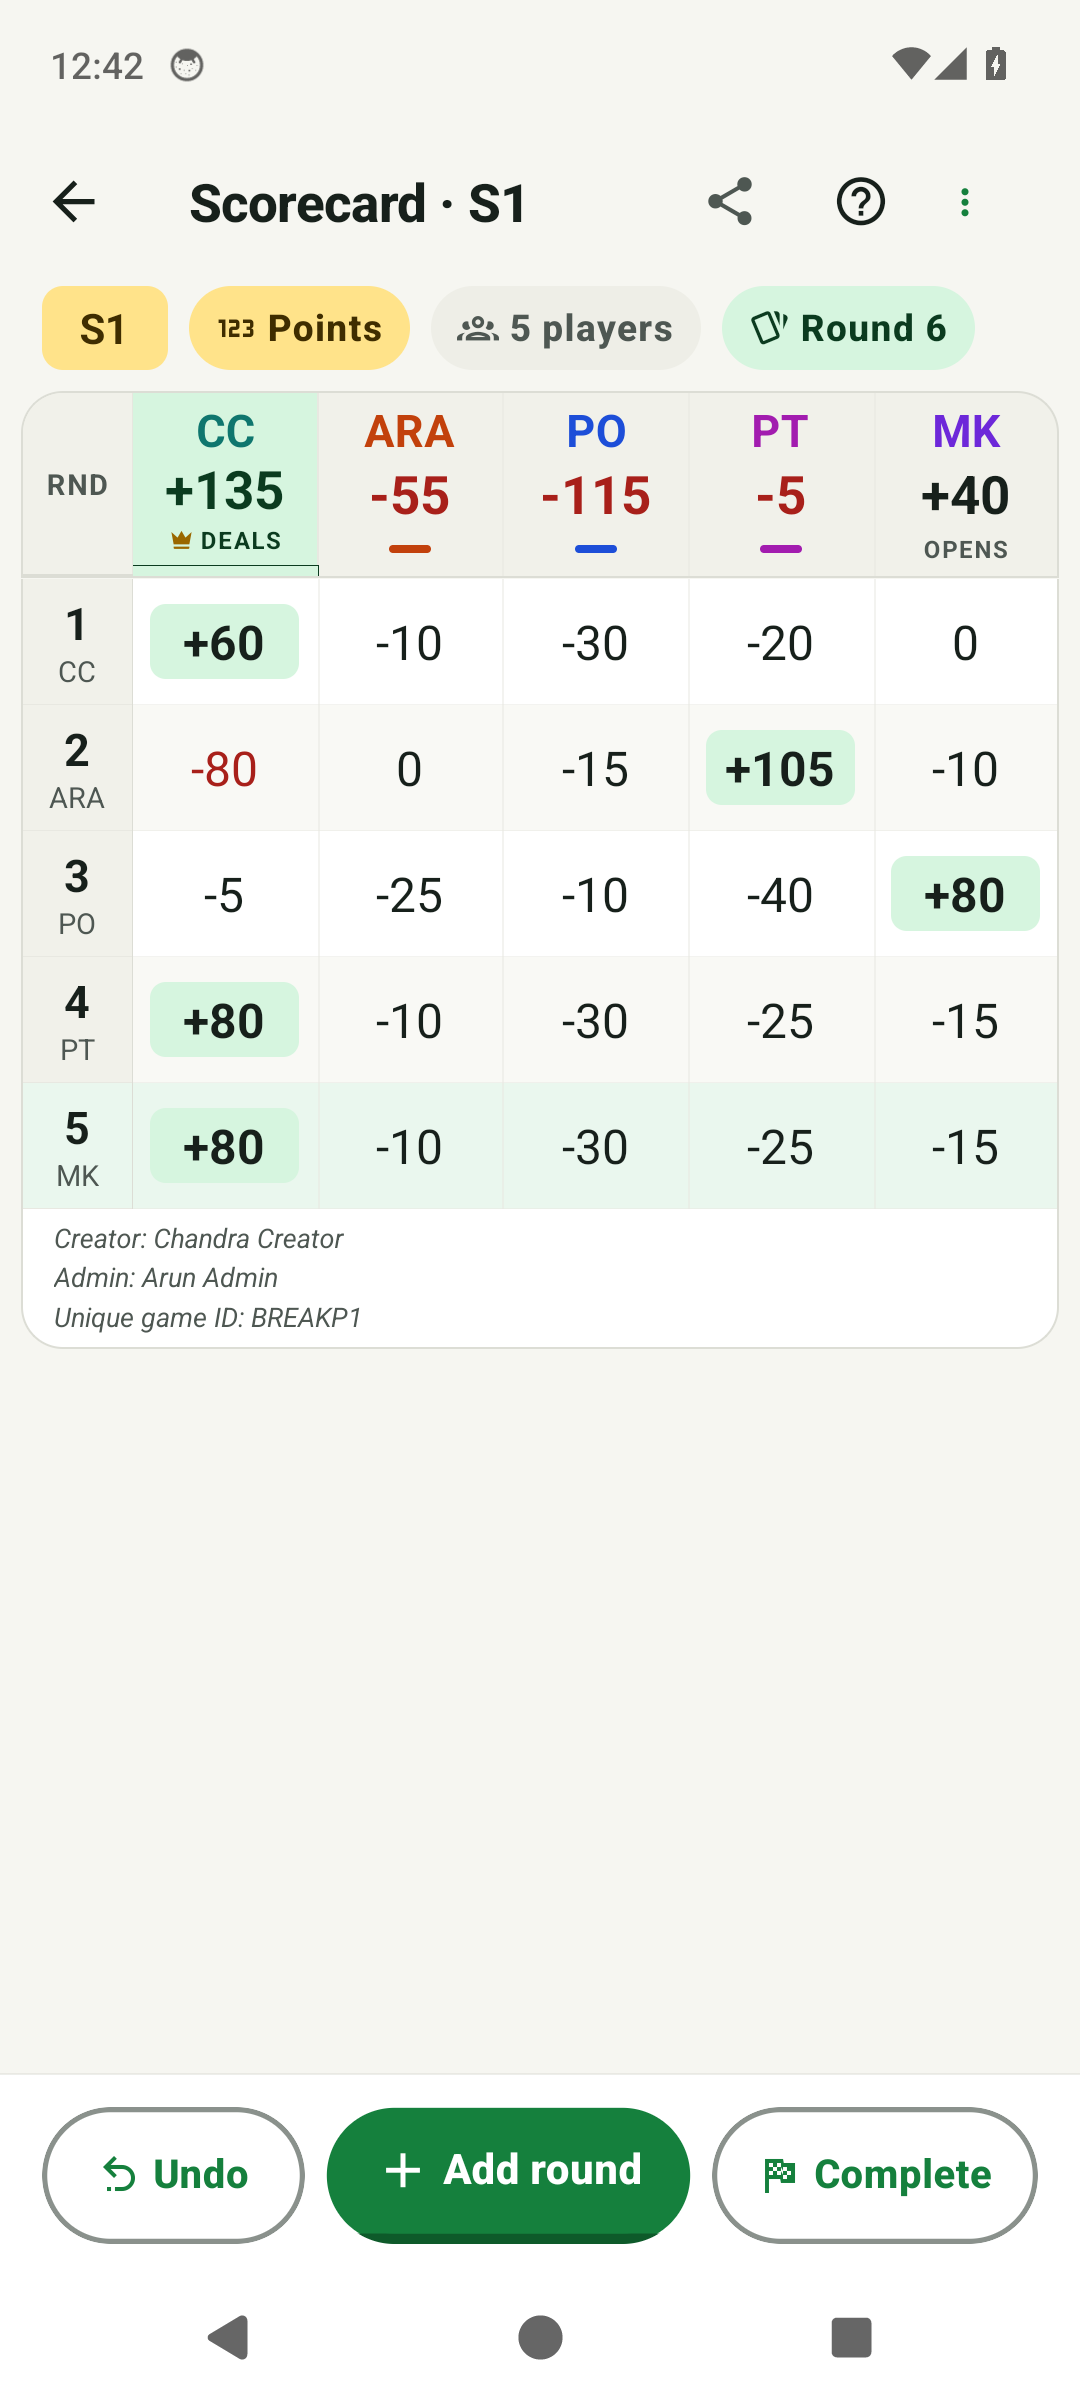 12:42
Scorecard · S1
S1
123 Points
5 players
Round 6
RND CC ARA PO PT MK
+135 -55 -115 -5 +40
DEALS OPENS
1 +60 -10 -30 -20 0
CC
2 -80 0 -15 +105 -10
ARA
3 -5 -25 -10 -40 +80
PO
4 +80 -10 -30 -25 -15
PT
5 +80 -10 -30 -25 -15
MK
Creator: Chandra Creator
Admin: Arun Admin
Unique game ID: BREAKP1
Undo
Add round
Complete